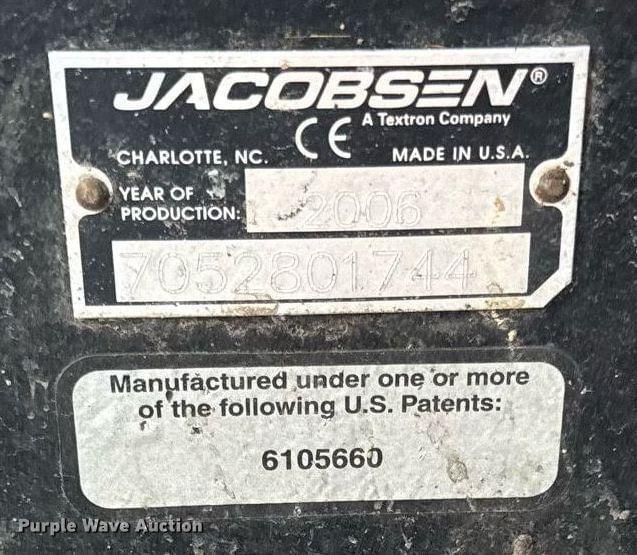 JACOBSEN®
A Textron Company
CHARLOTTE, NC. CE MADE IN U.S.A.
YEAR OF
PRODUCTION: 2006
7052801744
Manufactured under one or more
of the following U.S. Patents:
6105660
Purple Wave Auction